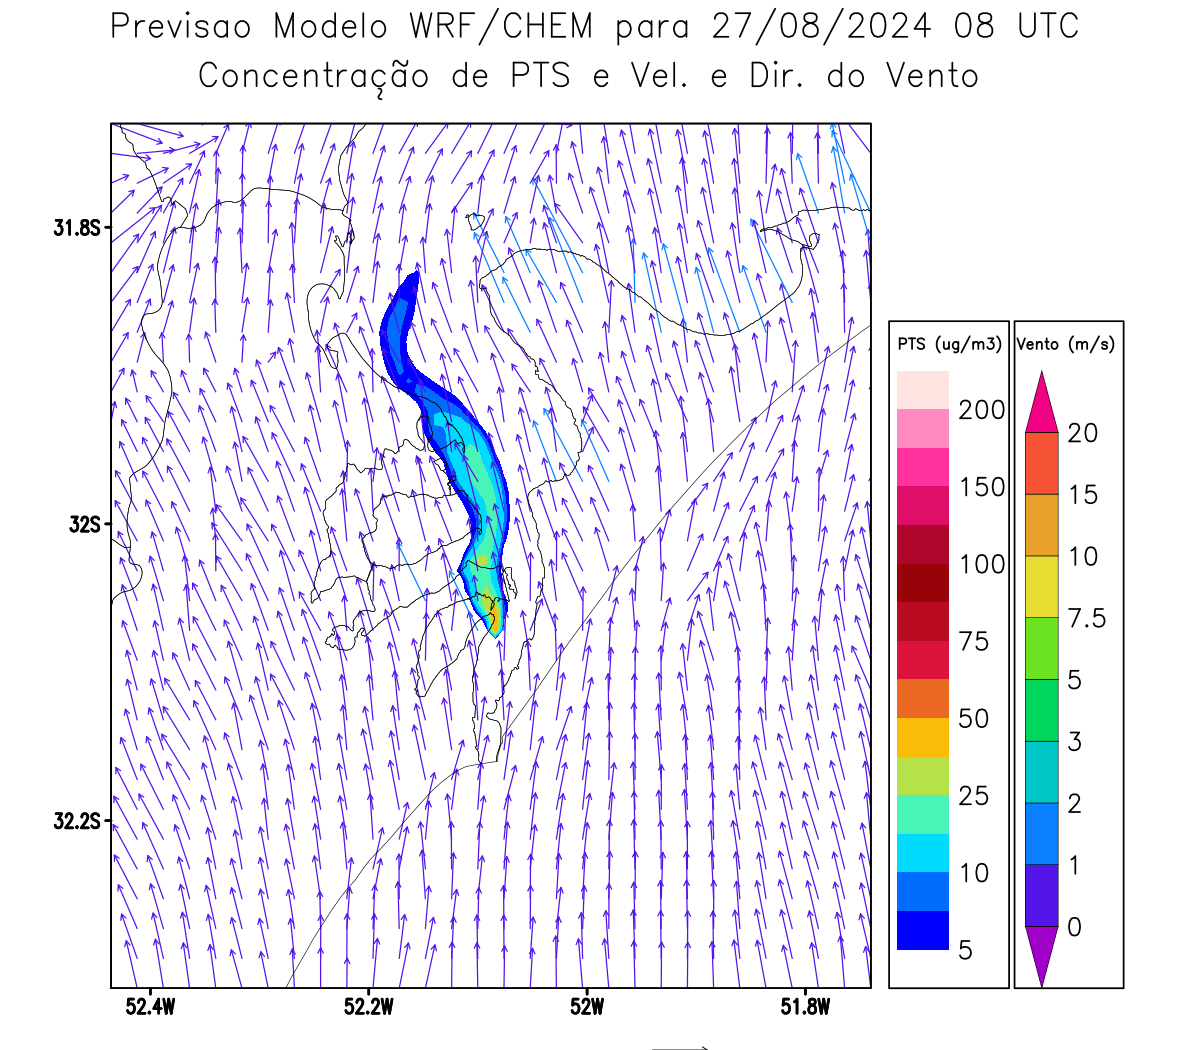 Previsao Modelo WRF/CHEM para 27/08/2024 08 UTC
Concentração de PTS e Vel. e Dir. do Vento
31.8S
32S
32.2S
52.4W
52.2W
52W
51.8W
PTS (ug/m3)
200
150
100
75
50
25
10
5
Vento (m/s)
20
15
10
7.5
5
3
2
1
0